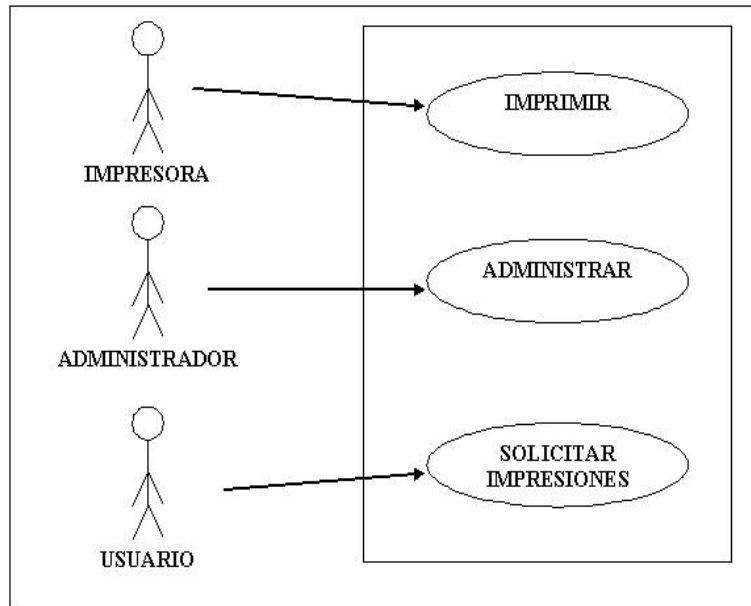 IMPRIMIR
IMPRESORA
ADMINISTRAR
ADMINISTRADOR
SOLICITAR
IMPRESIONES
USUARIO